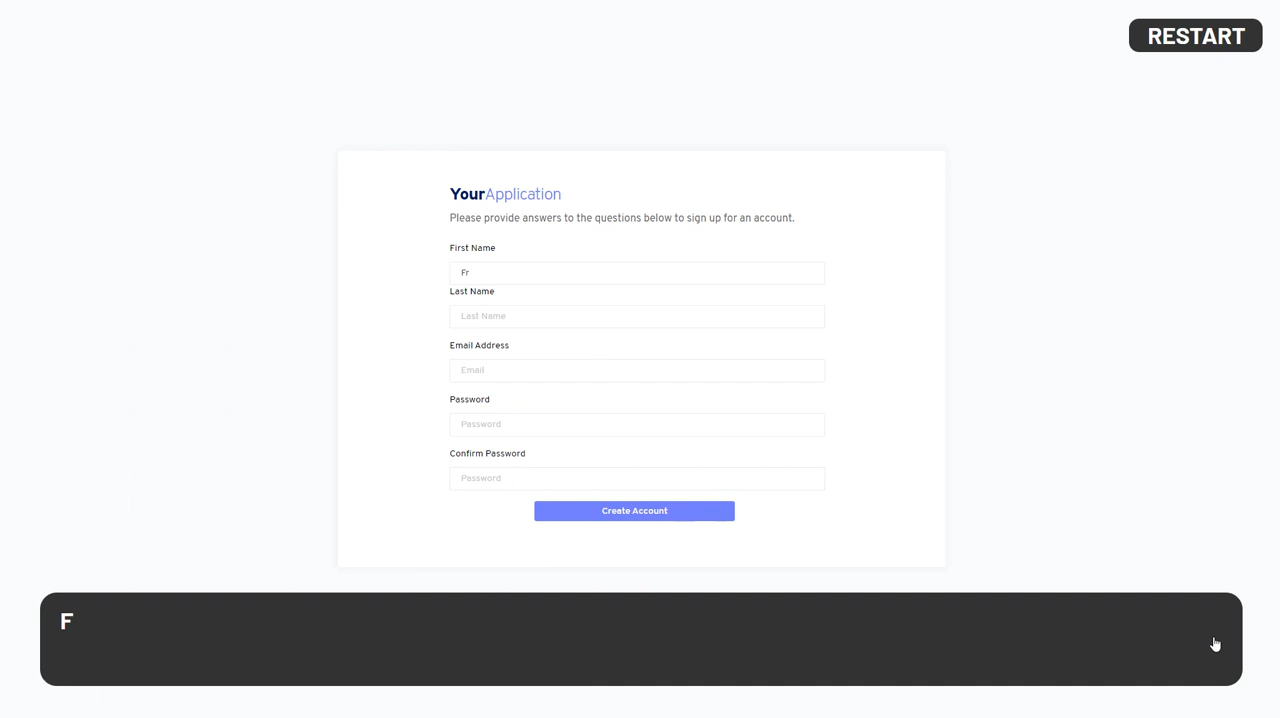 RESTART
YourApplication
Please provide answers to the questions below to sign up for an account.
First Name
Fr
Last Name
Last Name
Email Address
Email
Password
Password
Confirm Password
Password
Create Account
F